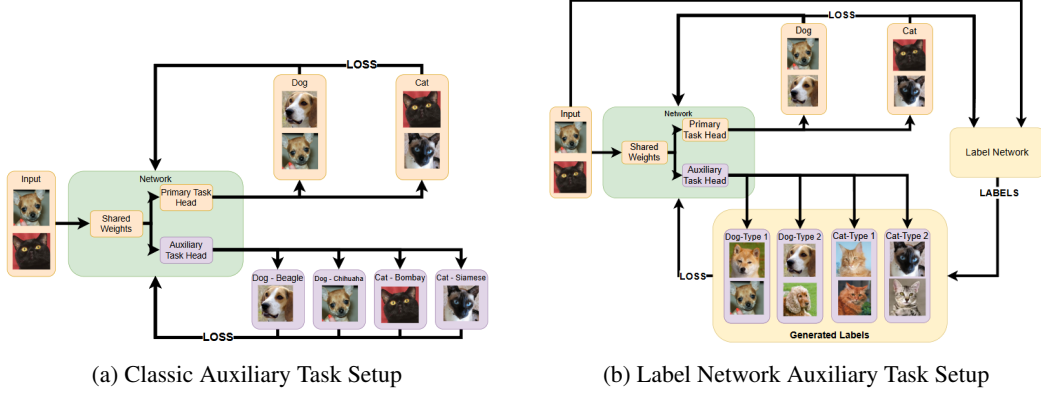 LOSS
Dog
Cat
Input
Network
Shared
Weights
Primary Task
Head
Auxiliary
Task Head
Dog - Beagle
Dog - Chihuaha
Cat - Bombay
Cat - Siamese
LOSS
(a) Classic Auxiliary Task Setup
LOSS
Dog
Cat
Input
Network
Shared
Weights
Primary
Task Head
Auxiliary
Task Head
Label Network
LABELS
LOSS
Dog-Type 1
Dog-Type 2
Cat-Type 1
Cat-Type 2
Generated Labels
(b) Label Network Auxiliary Task Setup